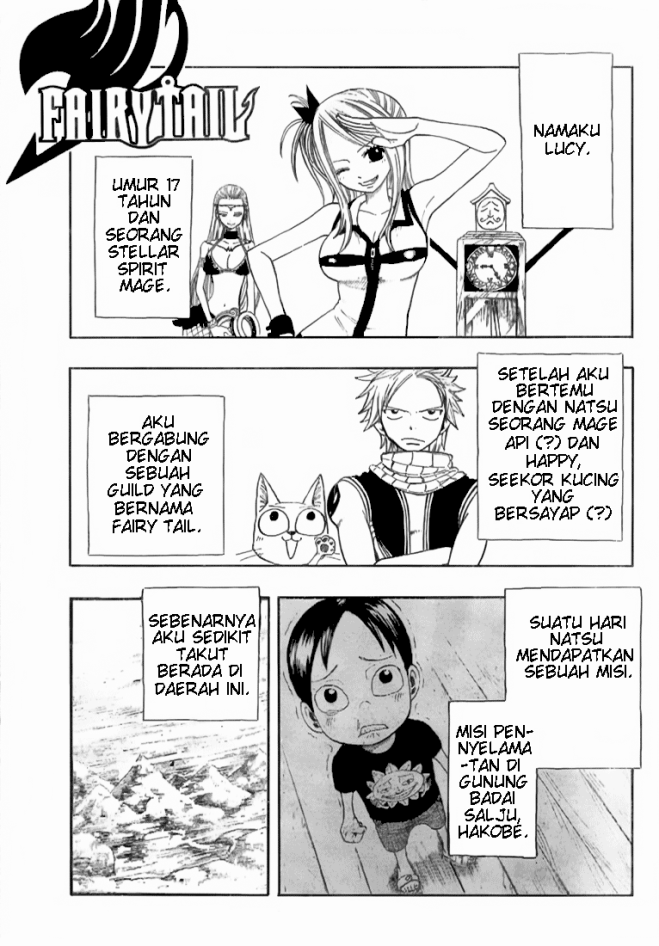 FAIRY TAIL
NAMAKU
LUCY.
UMUR 17
TAHUN
DAN
SEORANG
STELLAR
SPIRIT
MAGE.
SETELAH AKU
BERTEMU
DENGAN NATSU
SEORANG MAGE
API (?) DAN
HAPPY,
SEEKOR KUCING
YANG
BERSAYAP (?)
AKU
BERGABUNG
DENGAN
SEBUAH
GUILD YANG
BERNAMA
FAIRY TAIL.
SUATU HARI
NATSU
MENDAPATKAN
SEBUAH MISI.
MISI PEN-
NYELAMA
-TAN DI
GUNUNG
BADAI
SALJU,
HAKOBE.
SEBENARNYA
AKU SEDIKIT
TAKUT
BERADA DI
DAERAH INI.